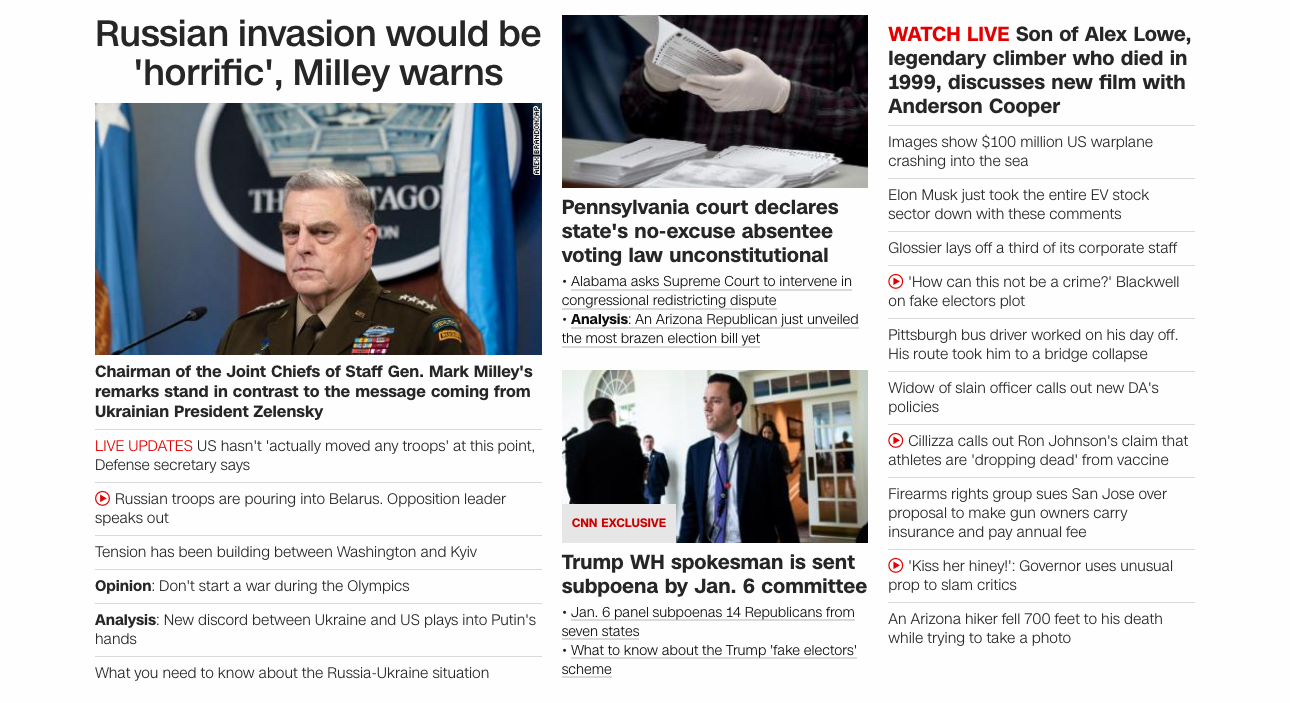 Russian invasion would be
'horrific', Milley warns
ALEX BRANDON/AP
THE PENTAGON
Chairman of the Joint Chiefs of Staff Gen. Mark Milley's
remarks stand in contrast to the message coming from
Ukrainian President Zelensky
LIVE UPDATES US hasn't 'actually moved any troops' at this point,
Defense secretary says
Russian troops are pouring into Belarus. Opposition leader
speaks out
Tension has been building between Washington and Kyiv
Opinion: Don't start a war during the Olympics
Analysis: New discord between Ukraine and US plays into Putin's
hands
What you need to know about the Russia-Ukraine situation
Pennsylvania court declares
state's no-excuse absentee
voting law unconstitutional
• Alabama asks Supreme Court to intervene in
congressional redistricting dispute
• Analysis: An Arizona Republican just unveiled
the most brazen election bill yet
CNN EXCLUSIVE
Trump WH spokesman is sent
subpoena by Jan. 6 committee
• Jan. 6 panel subpoenas 14 Republicans from
seven states
• What to know about the Trump 'fake electors'
scheme
WATCH LIVE Son of Alex Lowe,
legendary climber who died in
1999, discusses new film with
Anderson Cooper
Images show $100 million US warplane
crashing into the sea
Elon Musk just took the entire EV stock
sector down with these comments
Glossier lays off a third of its corporate staff
'How can this not be a crime?' Blackwell
on fake electors plot
Pittsburgh bus driver worked on his day off.
His route took him to a bridge collapse
Widow of slain officer calls out new DA's
policies
Cillizza calls out Ron Johnson's claim that
athletes are 'dropping dead' from vaccine
Firearms rights group sues San Jose over
proposal to make gun owners carry
insurance and pay annual fee
'Kiss her hiney!': Governor uses unusual
prop to slam critics
An Arizona hiker fell 700 feet to his death
while trying to take a photo